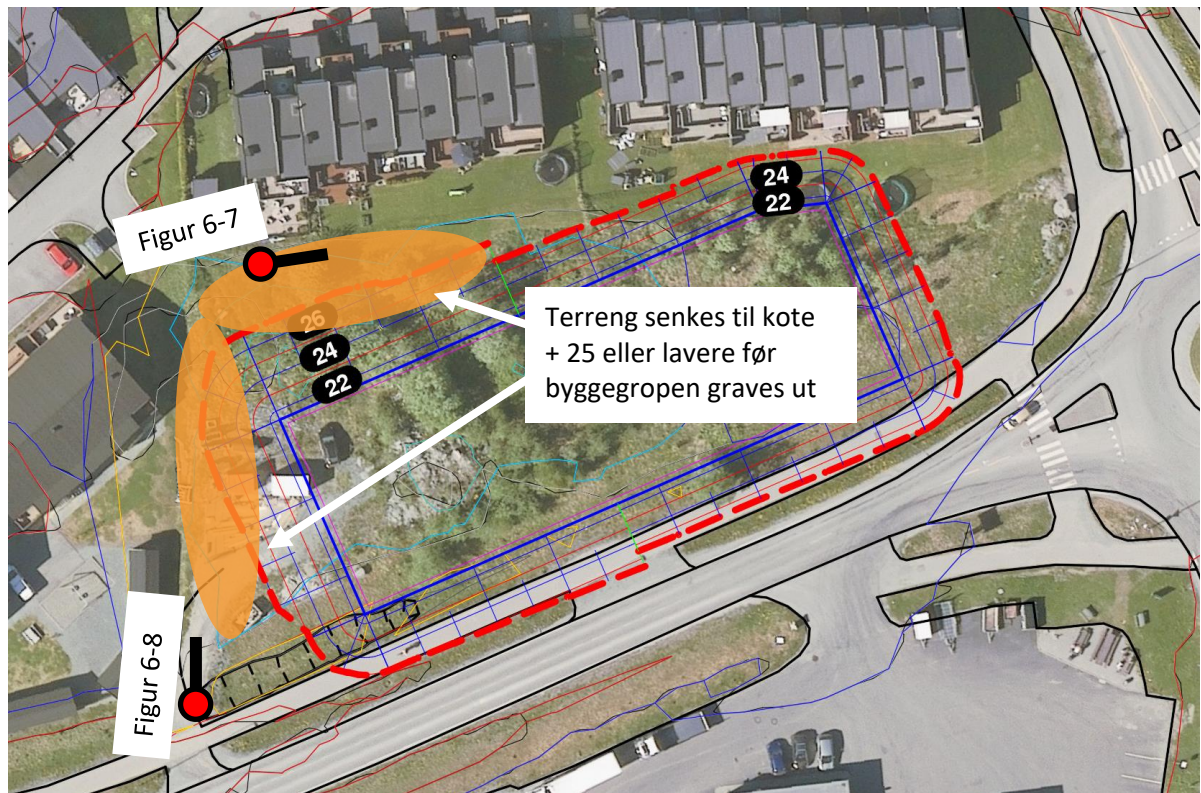 24
22
Figur 6-7
26
24
22
Terreng senkes til kote
+ 25 eller lavere før
byggegropen graves ut
Figur 6-8